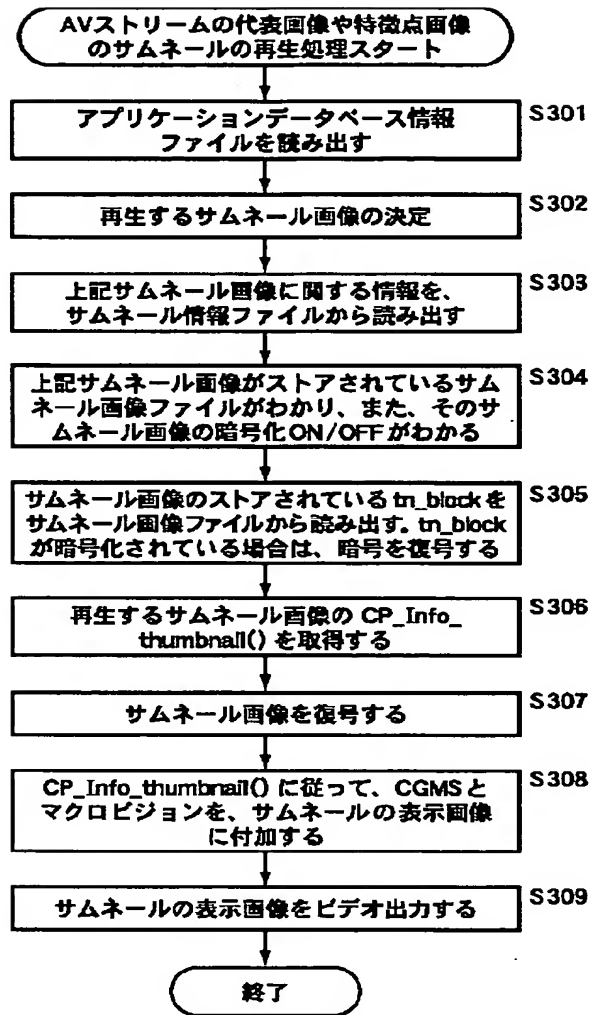 AVストリームの代表画像や特徴点画像
のサムネールの再生処理スタート
S301
アプリケーションデータベース情報
ファイルを読み出す
S302
再生するサムネール画像の決定
S303
上記サムネール画像に関する情報を、
サムネール情報ファイルから読み出す
S304
上記サムネール画像がストアされているサム
ネール画像ファイルがわかり、また、そのサ
ムネール画像の暗号化ON/OFFがわかる
S305
サムネール画像のストアされているtn_blockを
サムネール画像ファイルから読み出す。tn_block
が暗号化されている場合は、暗号を復号する
S306
再生するサムネール画像の CP_Info_
thumbnail() を取得する
S307
サムネール画像を復号する
S308
CP_Info_thumbnail() に従って、CGMSと
マクロビジョンを、サムネールの表示画像
に付加する
S309
サムネールの表示画像をビデオ出力する
終了